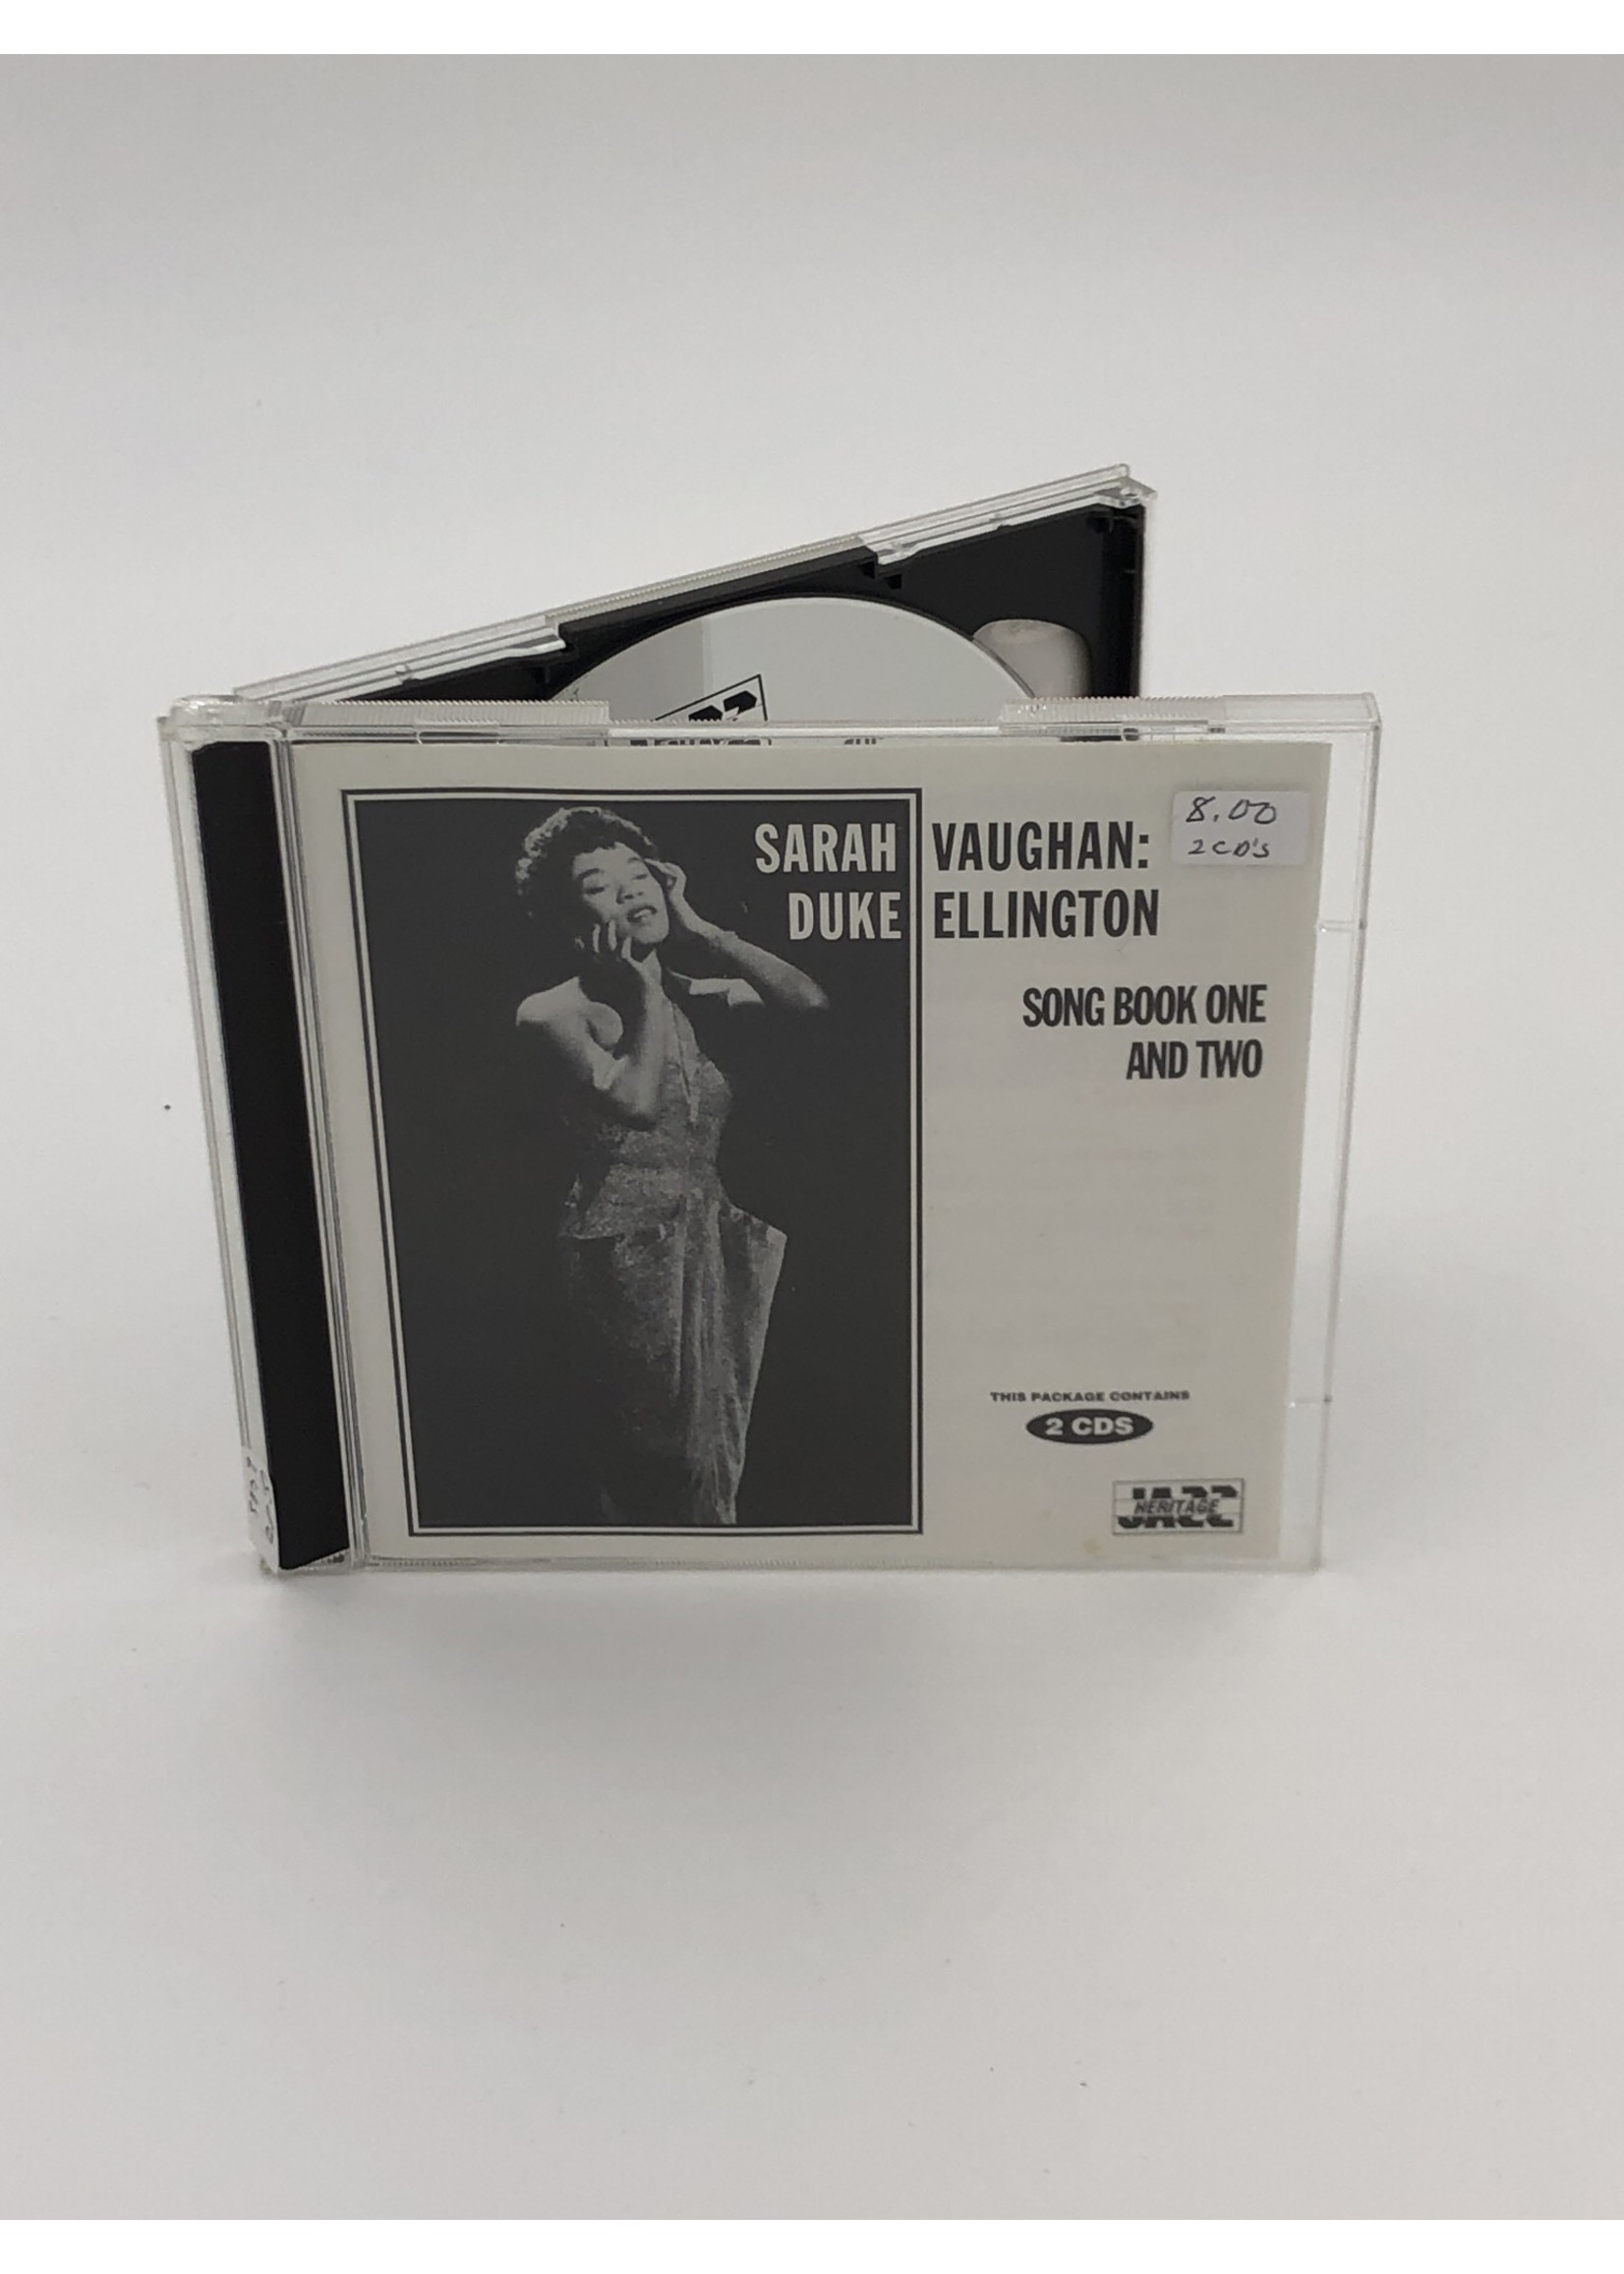 SARAH VAUGHAN:
DUKE ELLINGTON
8.00
2 CD'S
SONG BOOK ONE
AND TWO
THIS PACKAGE CONTAINS
2 CDS
JAZZ
HERITAGE